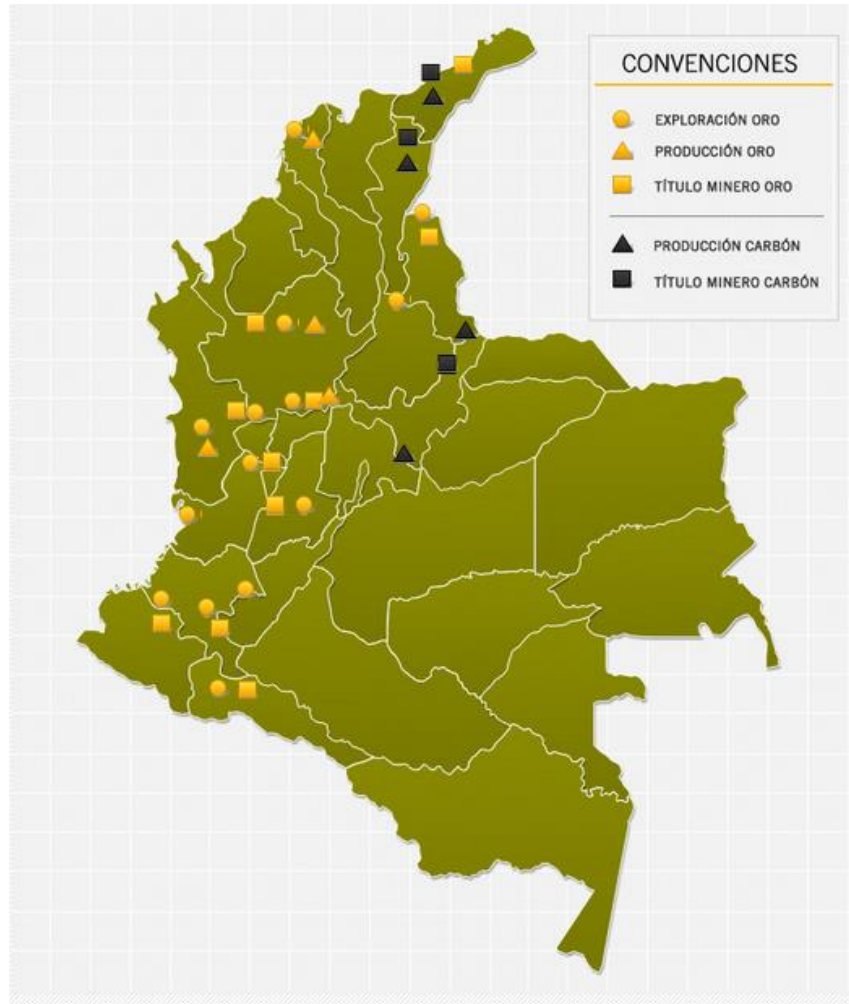 CONVENCIONES
EXPLORACIÓN ORO
PRODUCCIÓN ORO
TÍTULO MINERO ORO
PRODUCCIÓN CARBÓN
TÍTULO MINERO CARBÓN